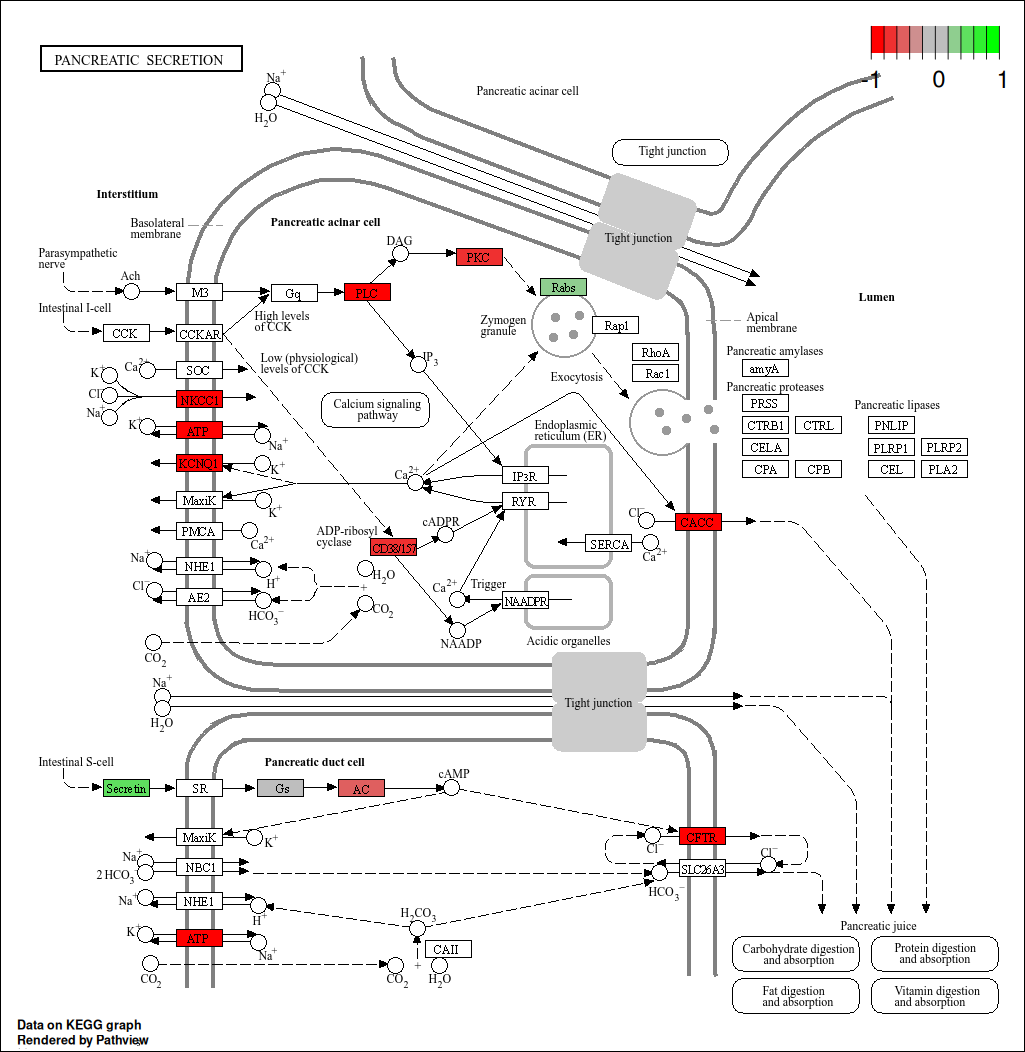 PANCREATIC SECRETION
-1
0
1
Na+
H2O
Pancreatic acinar cell
Tight junction
Interstitium
Basolateral
membrane
Pancreatic acinar cell
Tight junction
Parasympathetic
nerve
Ach
M3
Gq
PLC
DAG
PKC
Rabs
Lumen
Intestinal I-cell
CCK
CCKAR
High levels
of CCK
Zymogen
granule
Rap1
Apical
membrane
Low (physiological)
levels of CCK
IP3
RhoA
Rac1
Exocytosis
Pancreatic amylases
amyA
Pancreatic proteases
PRSS
CTRB1
CTRL
CELA
CPA
CPB
Pancreatic lipases
PNLIP
PLRP1
PLRP2
CEL
PLA2
Ca2+
SOC
K+
Cl−
Na+
NKCC1
Calcium signaling
pathway
K+
ATP
Na+
KCNQ1
K+
Endoplasmic
reticulum (ER)
Ca2+
IP3R
RYR
MaxiK
K+
PMCA
Ca2+
ADP-ribosyl
cyclase
cADPR
CD38/157
Cl−
CACC
SERCA
Ca2+
Na+
NHE1
H+
H2O
Cl−
AE2
HCO3−
+
CO2
Ca2+
Trigger
NAADPR
NAADP
Acidic organelles
CO2
Na+
H2O
Tight junction
Intestinal S-cell
Pancreatic duct cell
Secretin
SR
Gs
AC
cAMP
MaxiK
K+
Cl−
CFTR
Cl−
Na+
2 HCO3−
NBC1
SLC26A3
HCO3−
Na+
NHE1
H+
H2CO3
K+
ATP
Na+
CAII
+
CO2
CO2
H2O
Pancreatic juice
Carbohydrate digestion
and absorption
Protein digestion
and absorption
Fat digestion
and absorption
Vitamin digestion
and absorption
Data on KEGG graph
Rendered by Pathview